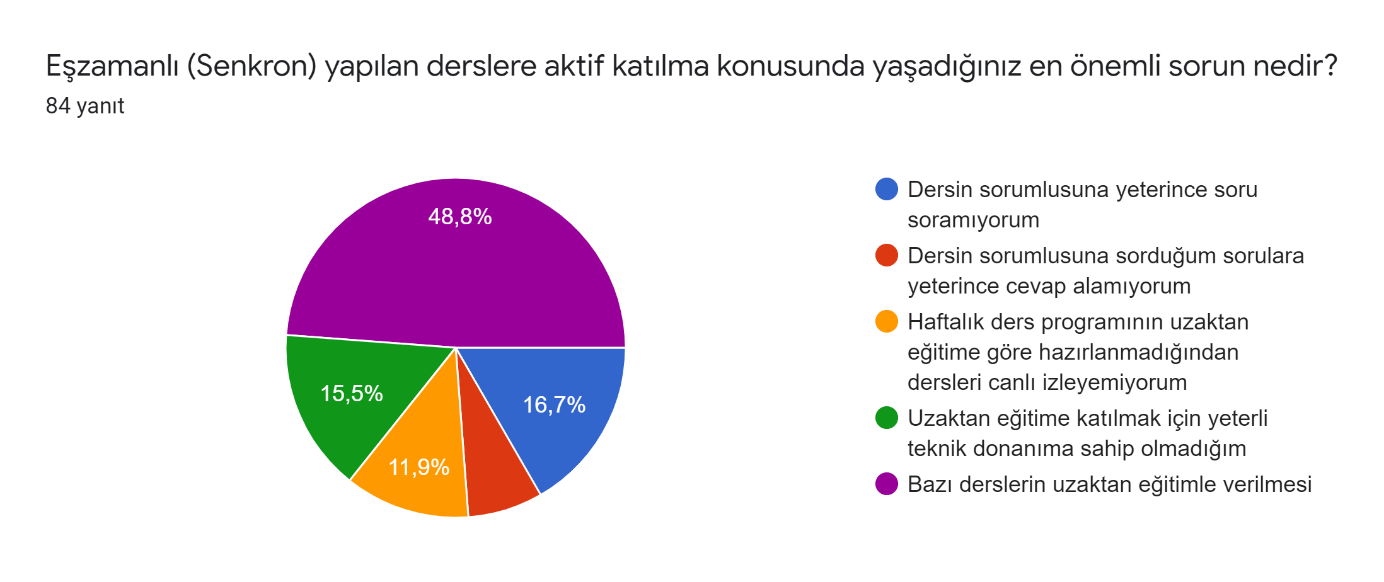 Eşzamanlı (Senkron) yapılan derslere aktif katılma konusunda yaşadığınız en önemli sorun nedir?
84 yanıt
48,8%
15,5%
16,7%
11,9%
Dersin sorumlusuna yeterince soru
soramıyorum
Dersin sorumlusuna sorduğum sorulara
yeterince cevap alamıyorum
Haftalık ders programının uzaktan
eğitime göre hazırlanmadığından
dersleri canlı izleyemiyorum
Uzaktan eğitime katılmak için yeterli
teknik donanıma sahip olmadığım
Bazı derslerin uzaktan eğitimle verilmesi